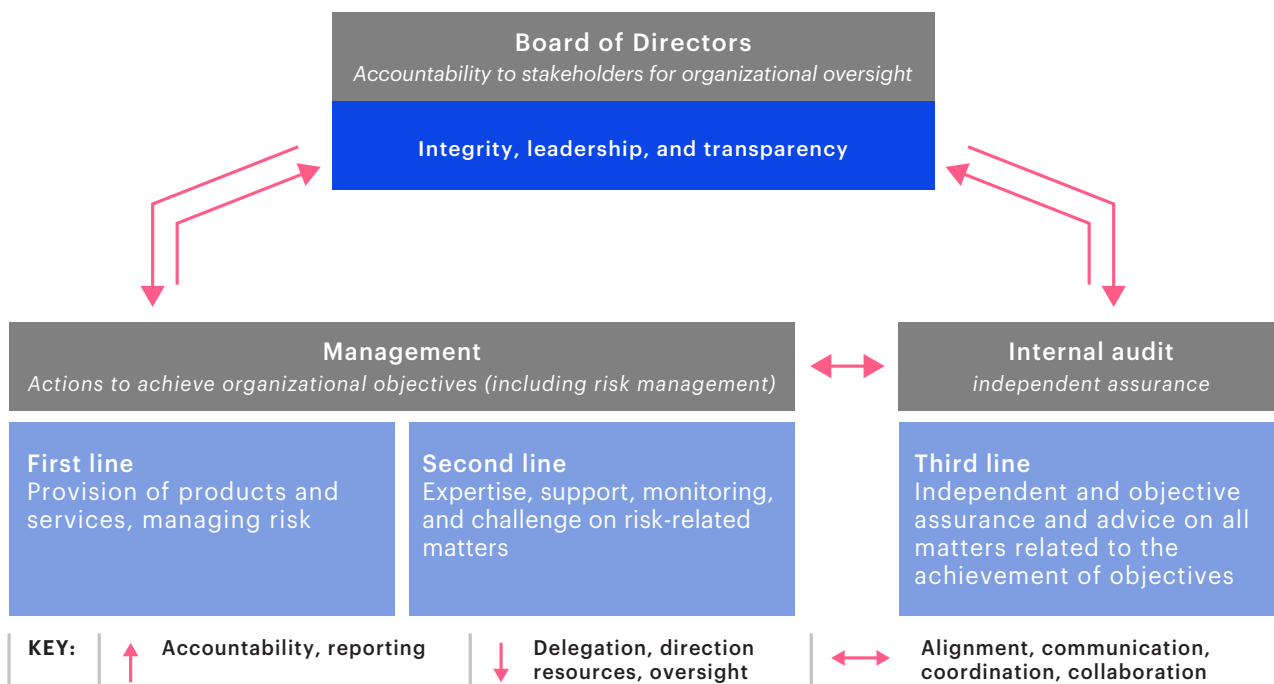 Board of Directors
Accountability to stakeholders for organizational oversight
Integrity, leadership, and transparency
Management
Actions to achieve organizational objectives (including risk management)
Internal audit
independent assurance
First line
Provision of products and
services, managing risk
Second line
Expertise, support, monitoring,
and challenge on risk-related
matters
Third line
Independent and objective
assurance and advice on all
matters related to the
achievement of objectives
KEY:
Accountability, reporting
Delegation, direction
resources, oversight
Alignment, communication,
coordination, collaboration